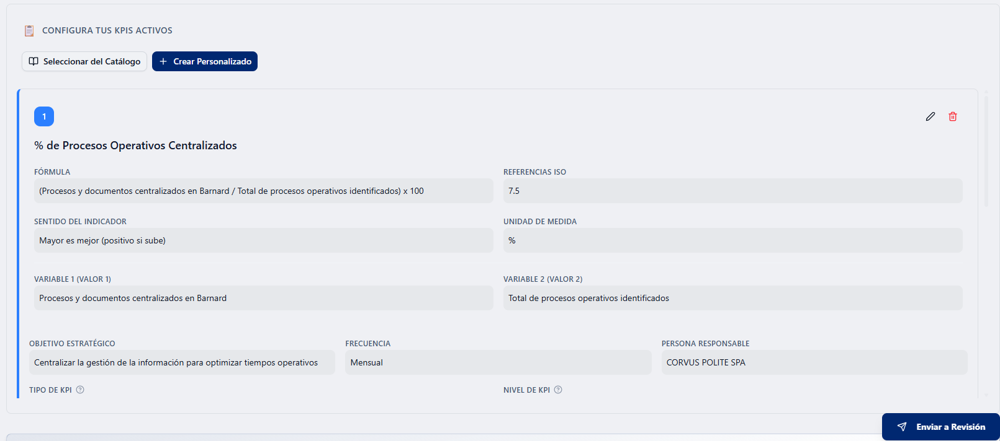 CONFIGURA TUS KPIS ACTIVOS
Seleccionar del Catálogo
Crear Personalizado
1
% de Procesos Operativos Centralizados
FÓRMULA
REFERENCIAS ISO
(Procesos y documentos centralizados en Barnard / Total de procesos operativos identificados) x 100
7.5
SENTIDO DEL INDICADOR
UNIDAD DE MEDIDA
Mayor es mejor (positivo si sube)
%
VARIABLE 1 (VALOR 1)
VARIABLE 2 (VALOR 2)
Procesos y documentos centralizados en Barnard
Total de procesos operativos identificados
OBJETIVO ESTRATÉGICO
FRECUENCIA
PERSONA RESPONSABLE
Centralizar la gestión de la información para optimizar tiempos operativos
Mensual
CORVUS POLITE SPA
TIPO DE KPI ?
NIVEL DE KPI ?
Enviar a Revisión